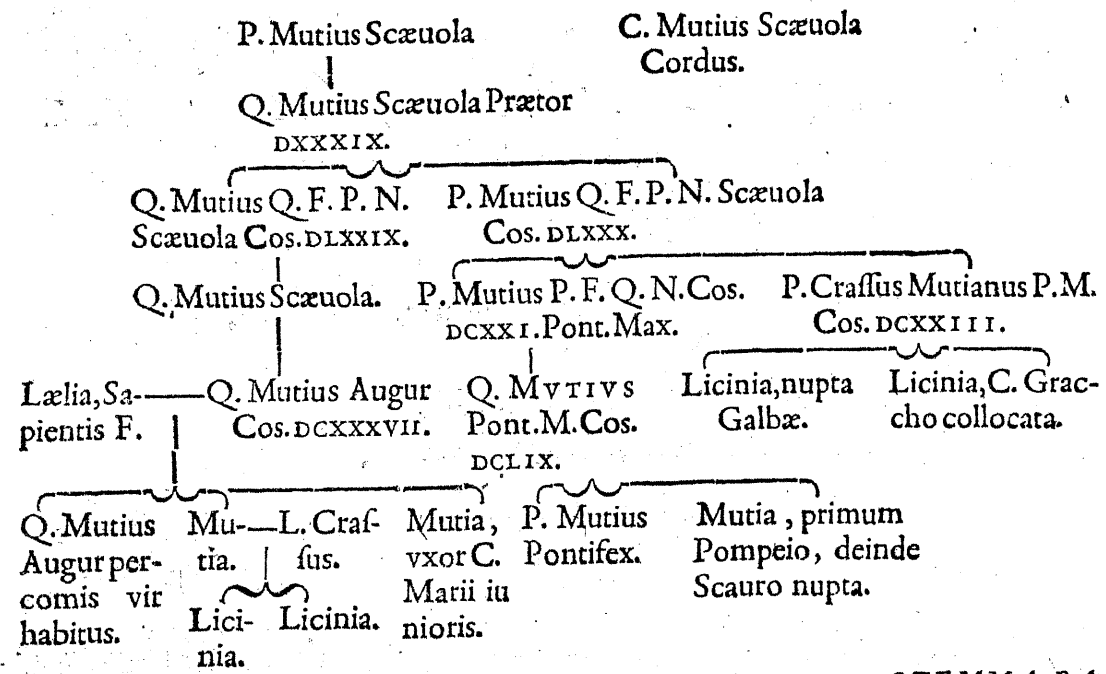 P. Mutius Scæuola
C. Mutius Scæuola
Cordus.
Q. Mutius Scæuola Prætor
DXXXIX.
Q. Mutius Q. F. P. N.
Scæuola Cos. DLXXIX.
P. Mutius Q. F. P. N. Scæuola
Cos. DLXXX.
Q. Mutius Scæuola.
P. Mutius P. F. Q. N. Cos.
DCXXI. Pont. Max.
P. Craſſus Mutianus P. M.
Cos. DCXXIII.
Lælia, Sa-
pientis F.
Q. Mutius Augur
Cos. DCXXXVII.
Q. MVTIVS
Pont. M. Cos.
DCLIX.
Licinia, nupta
Galbæ.
Licinia, C. Grac-
cho collocata.
Q. Mutius
Augur per-
comis vir
habitus.
Mu-
tia.
L. Craſ-
ſus.
Lici-
nia.
Licinia.
Mutia,
vxor C.
Marii iu
nioris.
P. Mutius
Pontifex.
Mutia, primum
Pompeio, deinde
Scauro nupta.